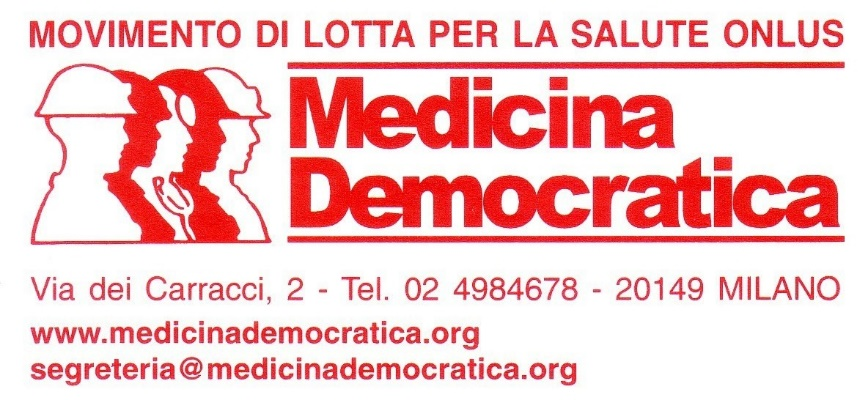 MOVIMENTO DI LOTTA PER LA SALUTE ONLUS
Medicina
Democratica
Via dei Carracci, 2 - Tel. 02 4984678 - 20149 MILANO
www.medicinademocratica.org
segreteria@medicinademocratica.org